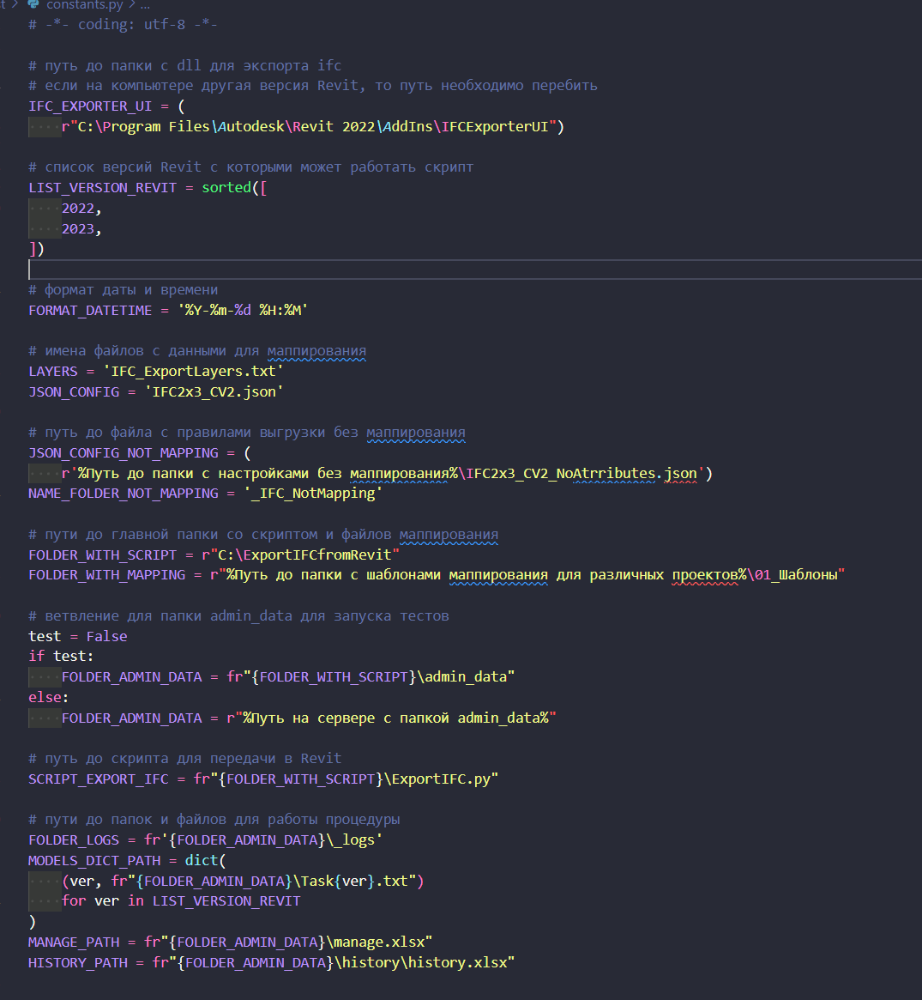 t > constants.py > ...
# -*- coding: utf-8 -*-
# путь до папки с dll для экспорта ifc
# если на компьютере другая версия Revit, то путь необходимо перебить
IFC_EXPORTER_UI = (
    r"C:\Program Files\Autodesk\Revit 2022\AddIns\IFCExporterUI")
# список версий Revit с которыми может работать скрипт
LIST_VERSION_REVIT = sorted([
    2022,
    2023,
])
# формат даты и времени
FORMAT_DATETIME = '%Y-%m-%d %H:%M'
# имена файлов с данными для маппирования
LAYERS = 'IFC_ExportLayers.txt'
JSON_CONFIG = 'IFC2x3_CV2.json'
# путь до файла с правилами выгрузки без маппирования
JSON_CONFIG_NOT_MAPPING = (
    r'%Путь до папки с настройками без маппирования%\IFC2x3_CV2_NoAtrributes.json')
NAME_FOLDER_NOT_MAPPING = '_IFC_NotMapping'
# пути до главной папки со скриптом и файлов маппирования
FOLDER_WITH_SCRIPT = r"C:\ExportIFCfromRevit"
FOLDER_WITH_MAPPING = r"%Путь до папки с шаблонами маппирования для различных проектов%\01_Шаблоны"
# ветвление для папки admin_data для запуска тестов
test = False
if test:
    FOLDER_ADMIN_DATA = fr"{FOLDER_WITH_SCRIPT}\admin_data"
else:
    FOLDER_ADMIN_DATA = r"%Путь на сервере с папкой admin_data%"
# путь до скрипта для передачи в Revit
SCRIPT_EXPORT_IFC = fr"{FOLDER_WITH_SCRIPT}\ExportIFC.py"
# пути до папок и файлов для работы процедуры
FOLDER_LOGS = fr'{FOLDER_ADMIN_DATA}\_logs'
MODELS_DICT_PATH = dict(
    (ver, fr"{FOLDER_ADMIN_DATA}\Task{ver}.txt")
    for ver in LIST_VERSION_REVIT
)
MANAGE_PATH = fr"{FOLDER_ADMIN_DATA}\manage.xlsx"
HISTORY_PATH = fr"{FOLDER_ADMIN_DATA}\history\history.xlsx"